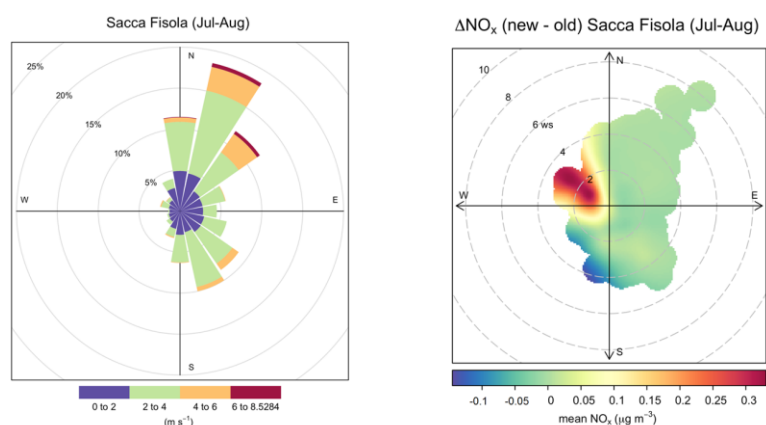 Sacca Fisola (Jul-Aug)
N
25%
20%
15%
10%
5%
W
E
S
0 to 2 2 to 4 4 to 6 6 to 8.5284
(m s⁻¹)
ΔNOₓ (new - old) Sacca Fisola (Jul-Aug)
10
N
8
6 ws
4
2
W
E
S
-0.1 -0.05 0 0.05 0.1 0.15 0.2 0.25 0.3
mean NOₓ (μg m⁻³)